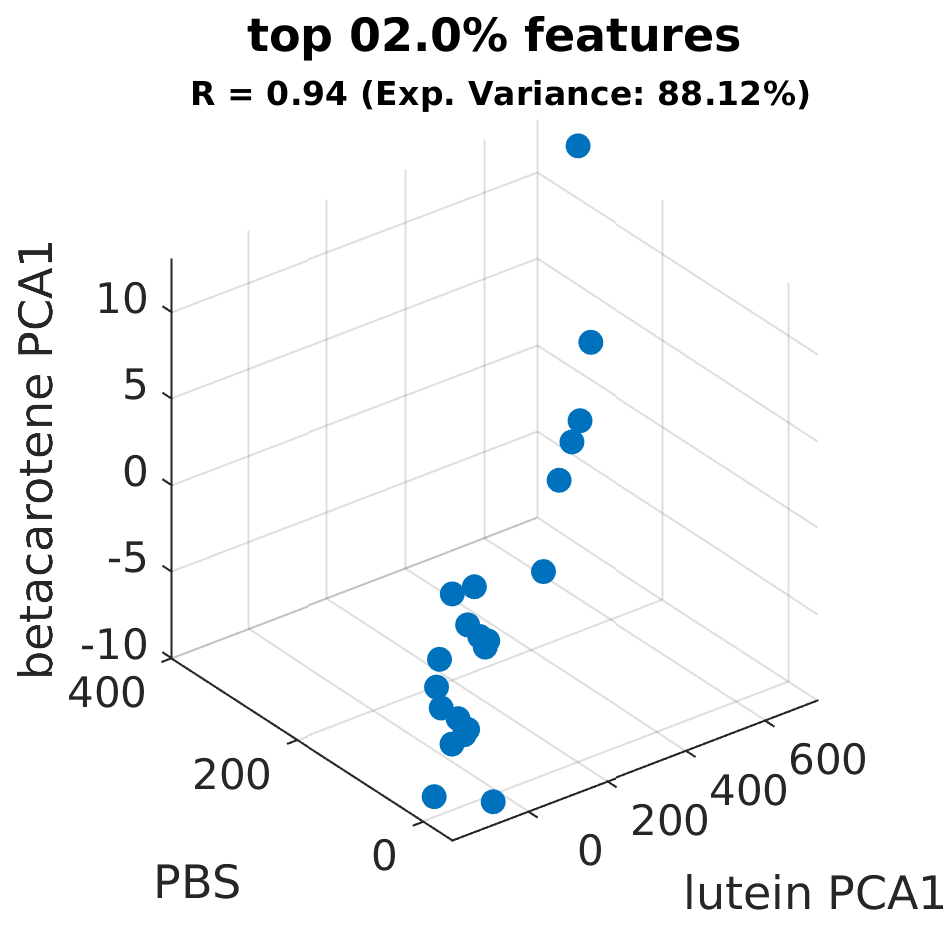 top 02.0% features
R = 0.94 (Exp. Variance: 88.12%)
betacarotene PCA1
10
5
0
-5
-10
400
200
0
PBS
0
200
400
600
lutein PCA1